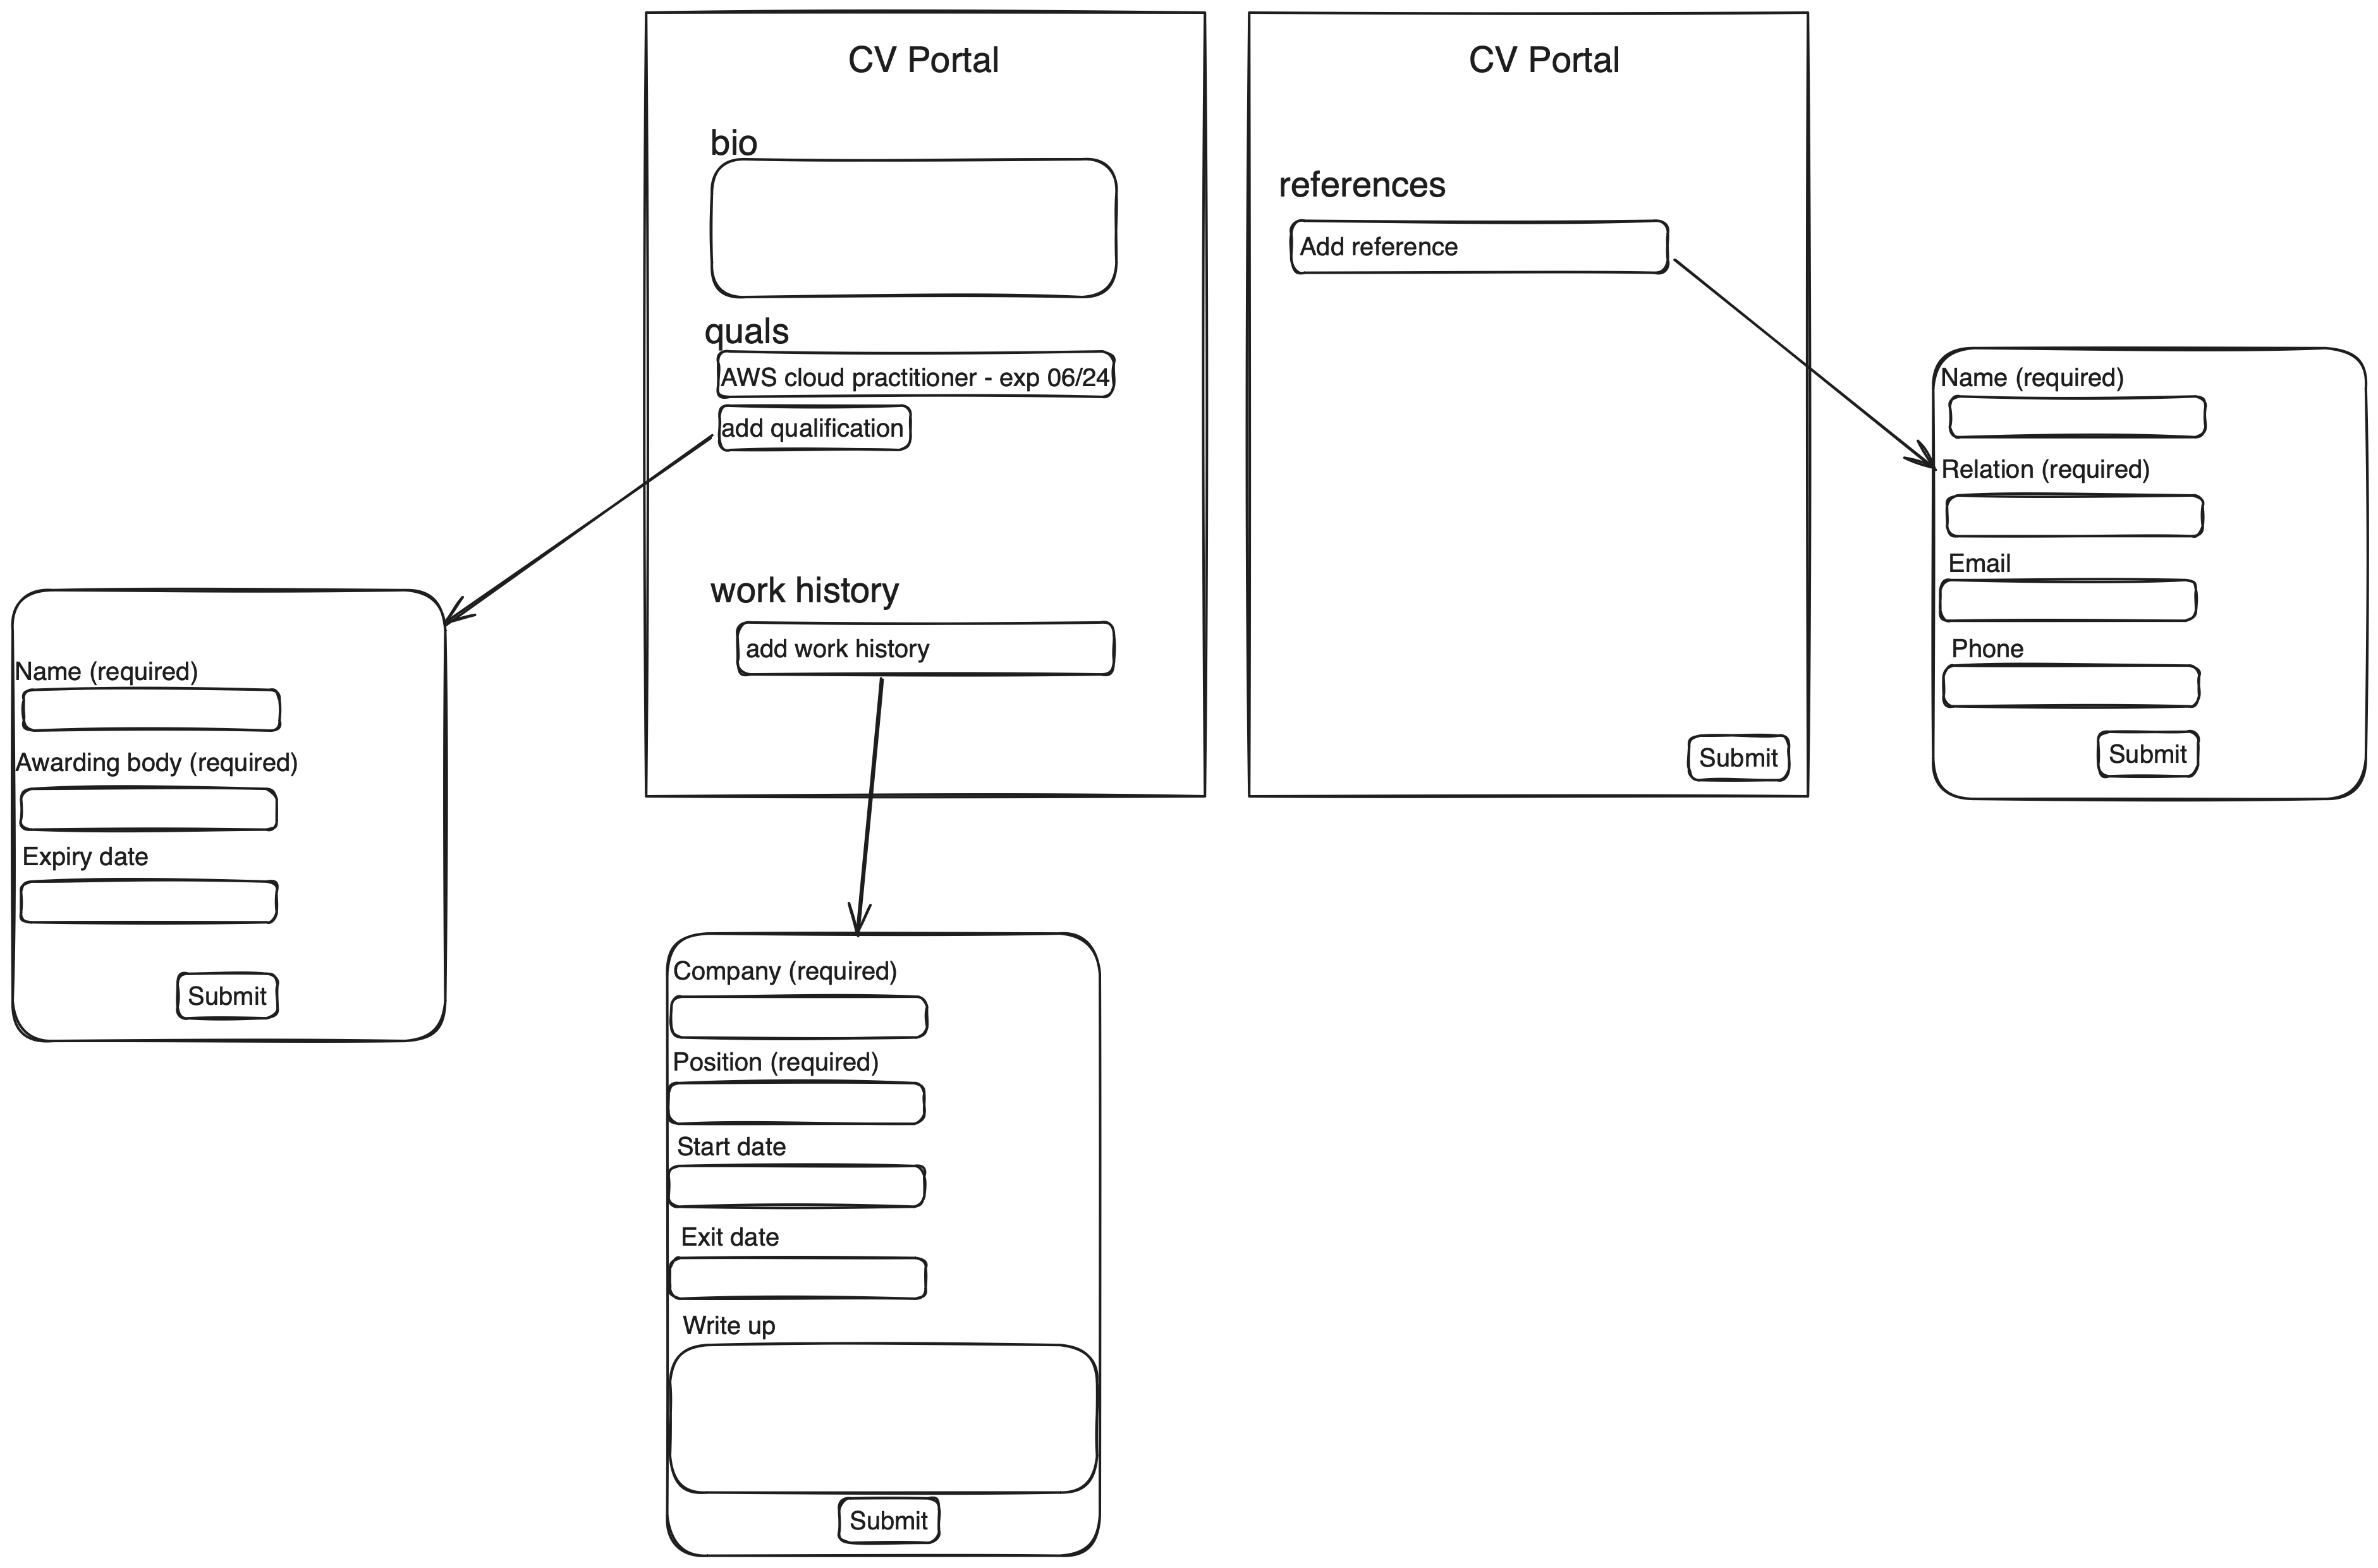 CV Portal
bio
quals
AWS cloud practitioner - exp 06/24
add qualification
work history
add work history
CV Portal
references
Add reference
Submit
Name (required)
Relation (required)
Email
Phone
Submit
Name (required)
Awarding body (required)
Expiry date
Submit
Company (required)
Position (required)
Start date
Exit date
Write up
Submit